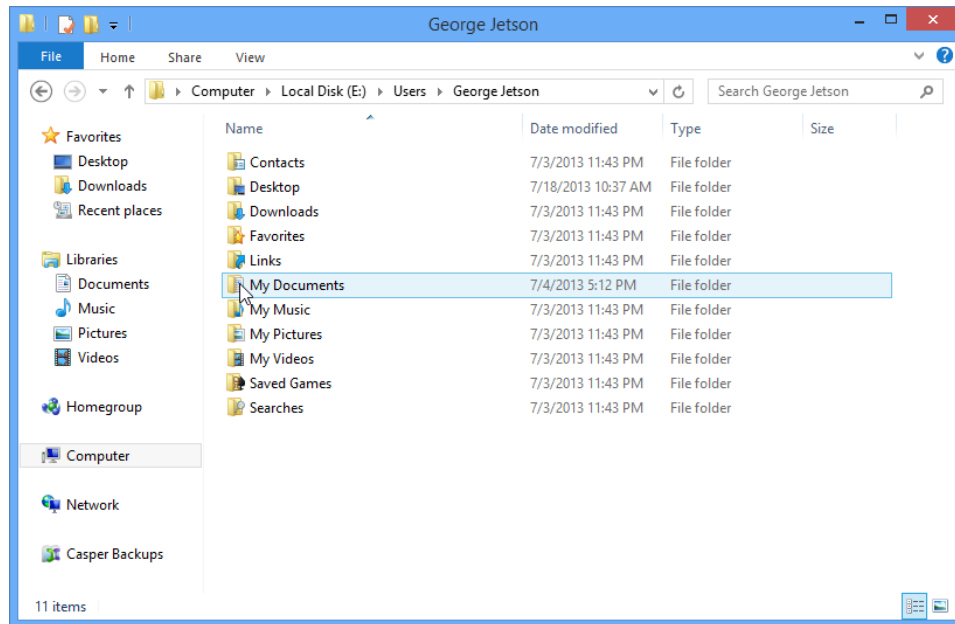 George Jetson
File Home Share View
Computer Local Disk (E:) Users George Jetson Search George Jetson
Favorites
Desktop
Downloads
Recent places
Libraries
Documents
Music
Pictures
Videos
Homegroup
Computer
Network
Casper Backups
Name Date modified Type Size
Contacts 7/3/2013 11:43 PM File folder
Desktop 7/18/2013 10:37 AM File folder
Downloads 7/3/2013 11:43 PM File folder
Favorites 7/3/2013 11:43 PM File folder
Links 7/3/2013 11:43 PM File folder
My Documents 7/4/2013 5:12 PM File folder
My Music 7/3/2013 11:43 PM File folder
My Pictures 7/3/2013 11:43 PM File folder
My Videos 7/3/2013 11:43 PM File folder
Saved Games 7/3/2013 11:43 PM File folder
Searches 7/3/2013 11:43 PM File folder
11 items